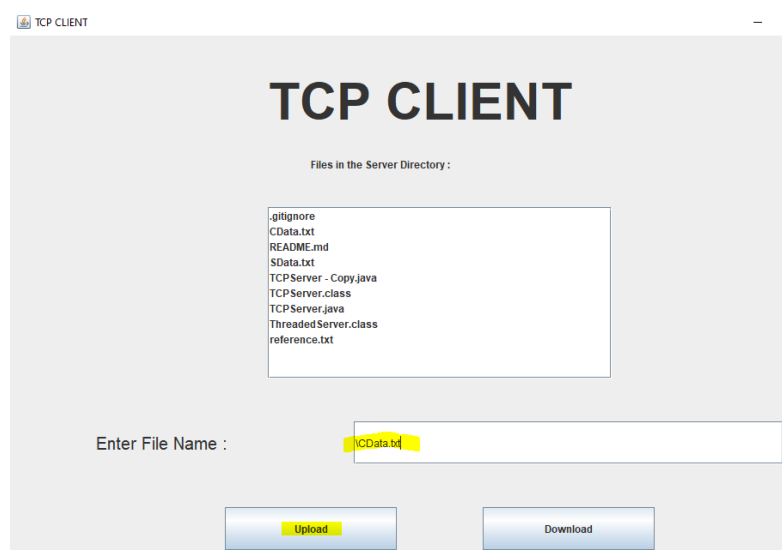 TCP CLIENT
TCP CLIENT
Files in the Server Directory :
.gitignore
CData.txt
README.md
SData.txt
TCPServer - Copy.java
TCPServer.class
TCPServer.java
ThreadedServer.class
reference.txt
Enter File Name :
\CData.txt
Upload
Download